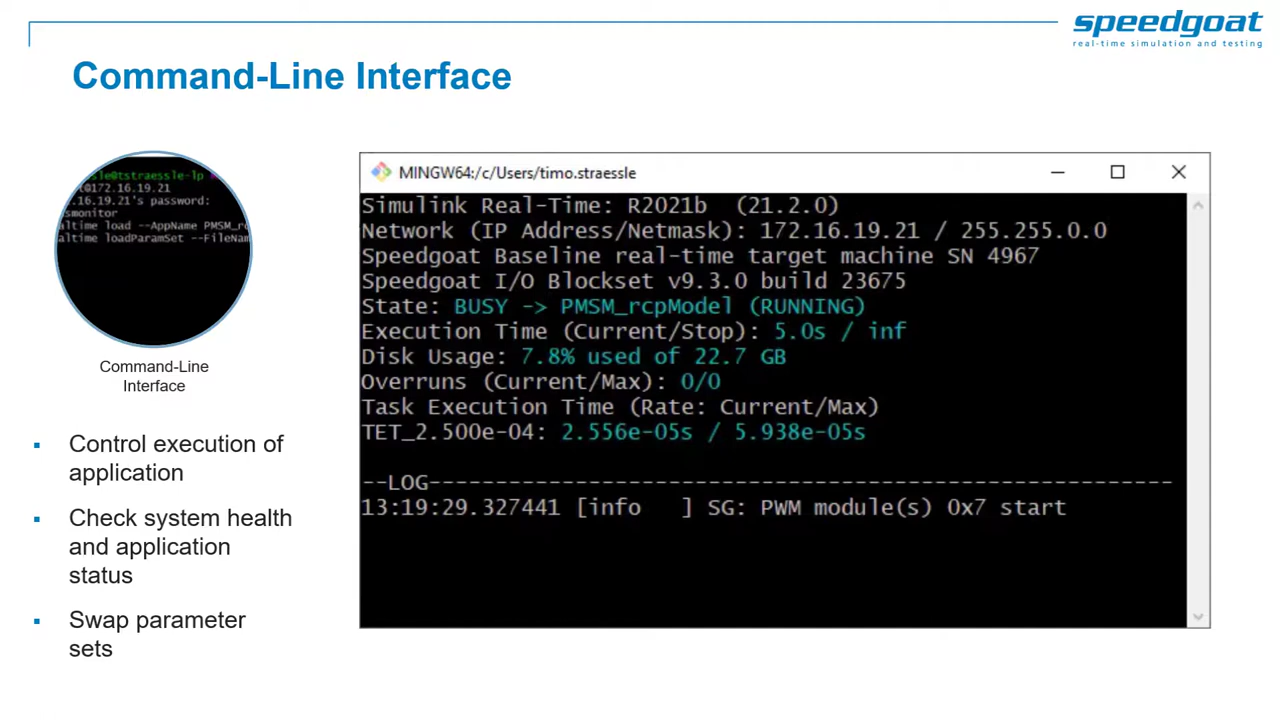 speedgoat
real-time simulation and testing
Command-Line Interface
sle@tstraessle-lp
@172.16.19.21
.16.19.21's password:
smonitor
altime load --AppName PMSM_rc
altime loadParamSet --FileNam
Command-Line
Interface
▪ Control execution of
application
▪ Check system health
and application
status
▪ Swap parameter
sets
MINGW64:/c/Users/timo.straessle
Simulink Real-Time: R2021b (21.2.0)
Network (IP Address/Netmask): 172.16.19.21 / 255.255.0.0
Speedgoat Baseline real-time target machine SN 4967
Speedgoat I/O Blockset v9.3.0 build 23675
State: BUSY -> PMSM_rcpModel (RUNNING)
Execution Time (Current/Stop): 5.0s / inf
Disk Usage: 7.8% used of 22.7 GB
Overruns (Current/Max): 0/0
Task Execution Time (Rate: Current/Max)
TET_2.500e-04: 2.556e-05s / 5.938e-05s
--LOG--------------------------------------------------------
13:19:29.327441 [info   ] SG: PWM module(s) 0x7 start